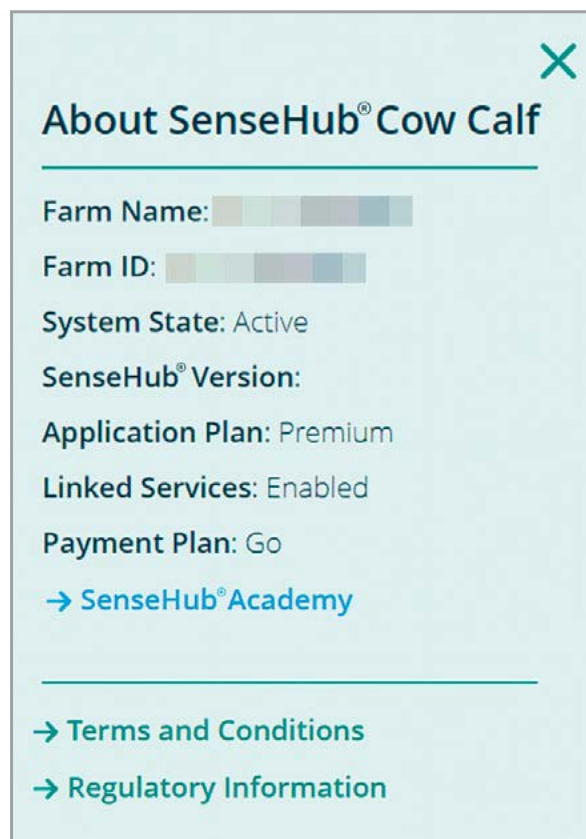 About SenseHub® Cow Calf
Farm Name:
Farm ID:
System State: Active
SenseHub® Version:
Application Plan: Premium
Linked Services: Enabled
Payment Plan: Go
→ SenseHub® Academy
→ Terms and Conditions
→ Regulatory Information